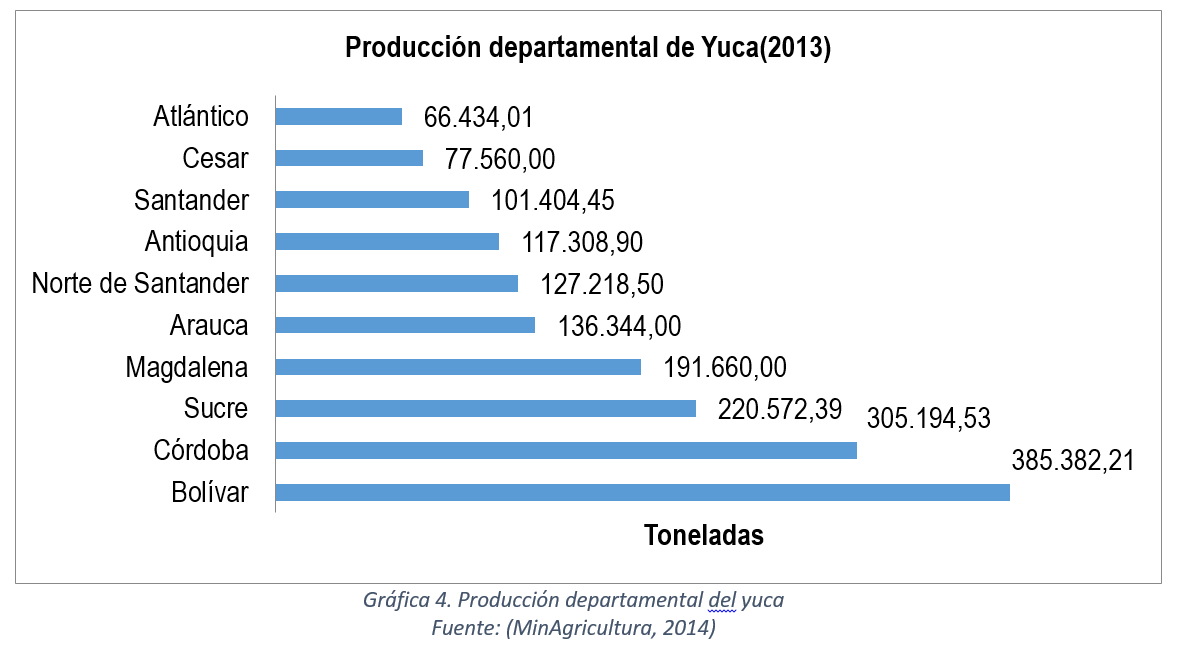 Producción departamental de Yuca(2013)
Atlántico 66.434,01
Cesar 77.560,00
Santander 101.404,45
Antioquia 117.308,90
Norte de Santander 127.218,50
Arauca 136.344,00
Magdalena 191.660,00
Sucre 220.572,39
Córdoba 305.194,53
Bolívar 385.382,21
Toneladas
Gráfica 4. Producción departamental del yuca
Fuente: (MinAgricultura, 2014)